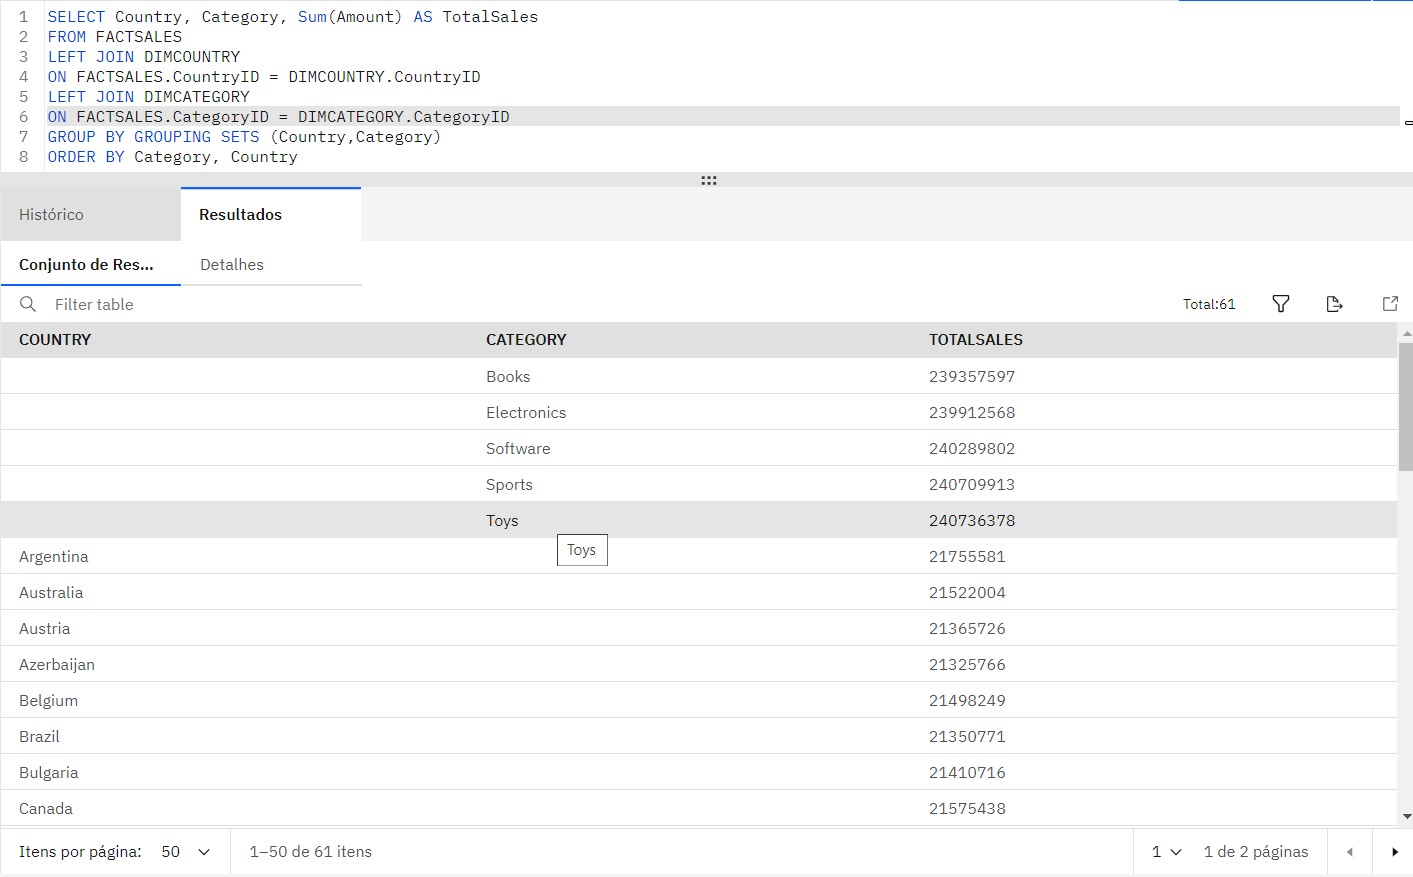 1 SELECT Country, Category, Sum(Amount) AS TotalSales
2 FROM FACTSALES
3 LEFT JOIN DIMCOUNTRY
4 ON FACTSALES.CountryID = DIMCOUNTRY.CountryID
5 LEFT JOIN DIMCATEGORY
6 ON FACTSALES.CategoryID = DIMCATEGORY.CategoryID
7 GROUP BY GROUPING SETS (Country,Category)
8 ORDER BY Category, Country
Histórico Resultados
Conjunto de Res... Detalhes
Filter table Total:61
COUNTRY CATEGORY TOTALSALES
Books 239357597
Electronics 239912568
Software 240289802
Sports 240709913
Toys 240736378
Toys
Argentina 21755581
Australia 21522004
Austria 21365726
Azerbaijan 21325766
Belgium 21498249
Brazil 21350771
Bulgaria 21410716
Canada 21575438
Itens por página: 50 1–50 de 61 itens 1 1 de 2 páginas